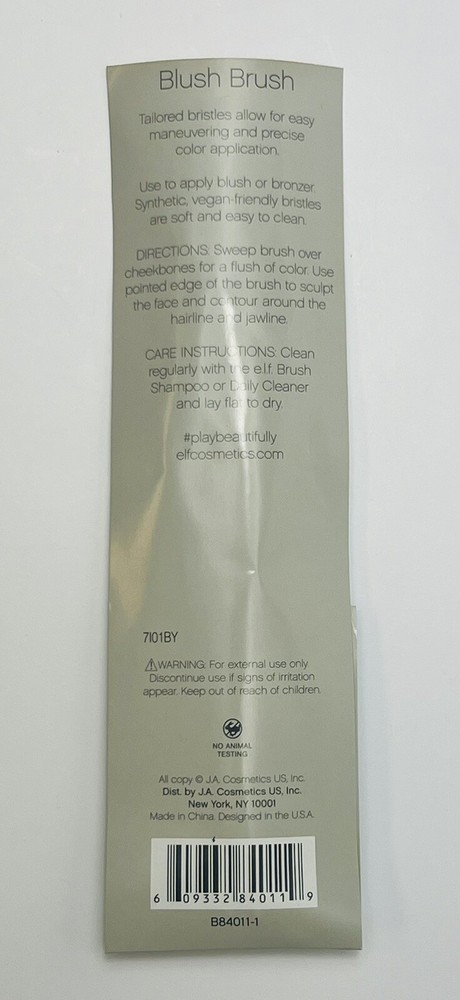 Blush Brush
Tailored bristles allow for easy
maneuvering and precise
color application.
Use to apply blush or bronzer.
Synthetic, vegan-friendly bristles
are soft and easy to clean.
DIRECTIONS: Sweep brush over
cheekbones for a flush of color. Use
pointed edge of the brush to sculpt
the face and contour around the
hairline and jawline.
CARE INSTRUCTIONS: Clean
regularly with the e.l.f. Brush
Shampoo or Daily Cleaner
and lay flat to dry.
#playbeautifully
elfcosmetics.com
7I01BY
⚠WARNING: For external use only.
Discontinue use if signs of irritation
appear. Keep out of reach of children.
NO ANIMAL
TESTING
All copy © J.A. Cosmetics US, Inc.
Dist. by J.A. Cosmetics US, Inc.
New York, NY 10001
Made in China. Designed in the U.S.A.
6 09332 84011 9
B84011-1